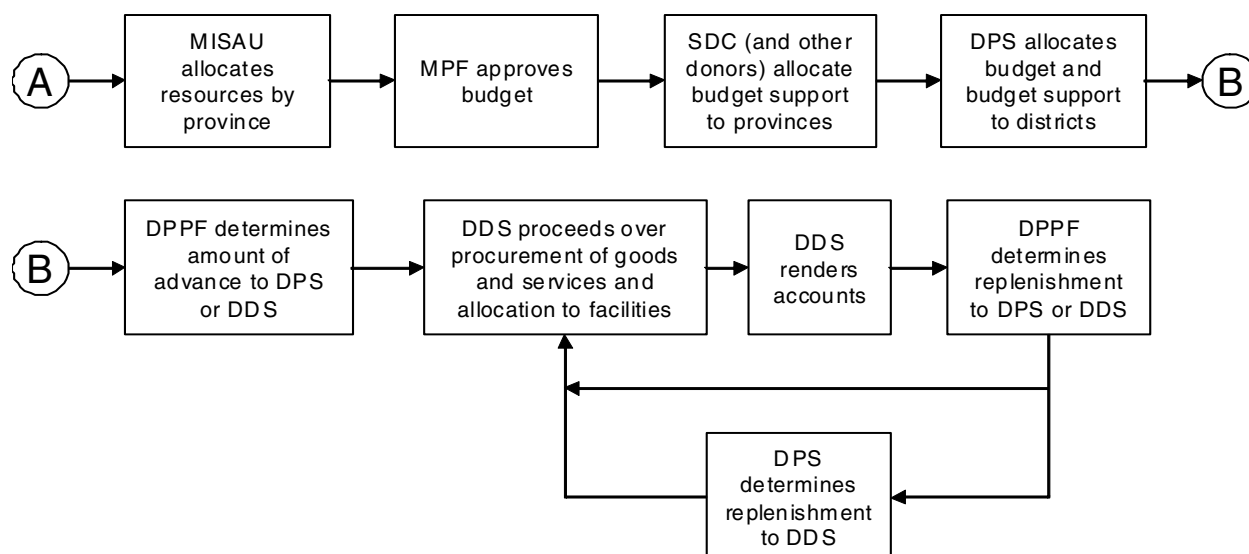 A
MISAU
allocates
resources by
province
MPF approves
budget
SDC (and other
donors) allocate
budget support
to provinces
DPS allocates
budget and
budget support
to districts
B
B
DPPF determines
amount of
advance to DPS
or DDS
DDS proceeds over
procurement of goods
and services and
allocation to facilities
DDS
renders
accounts
DPPF
determines
replenishment
to DPS or DDS
DPS
determines
replenishment
to DDS